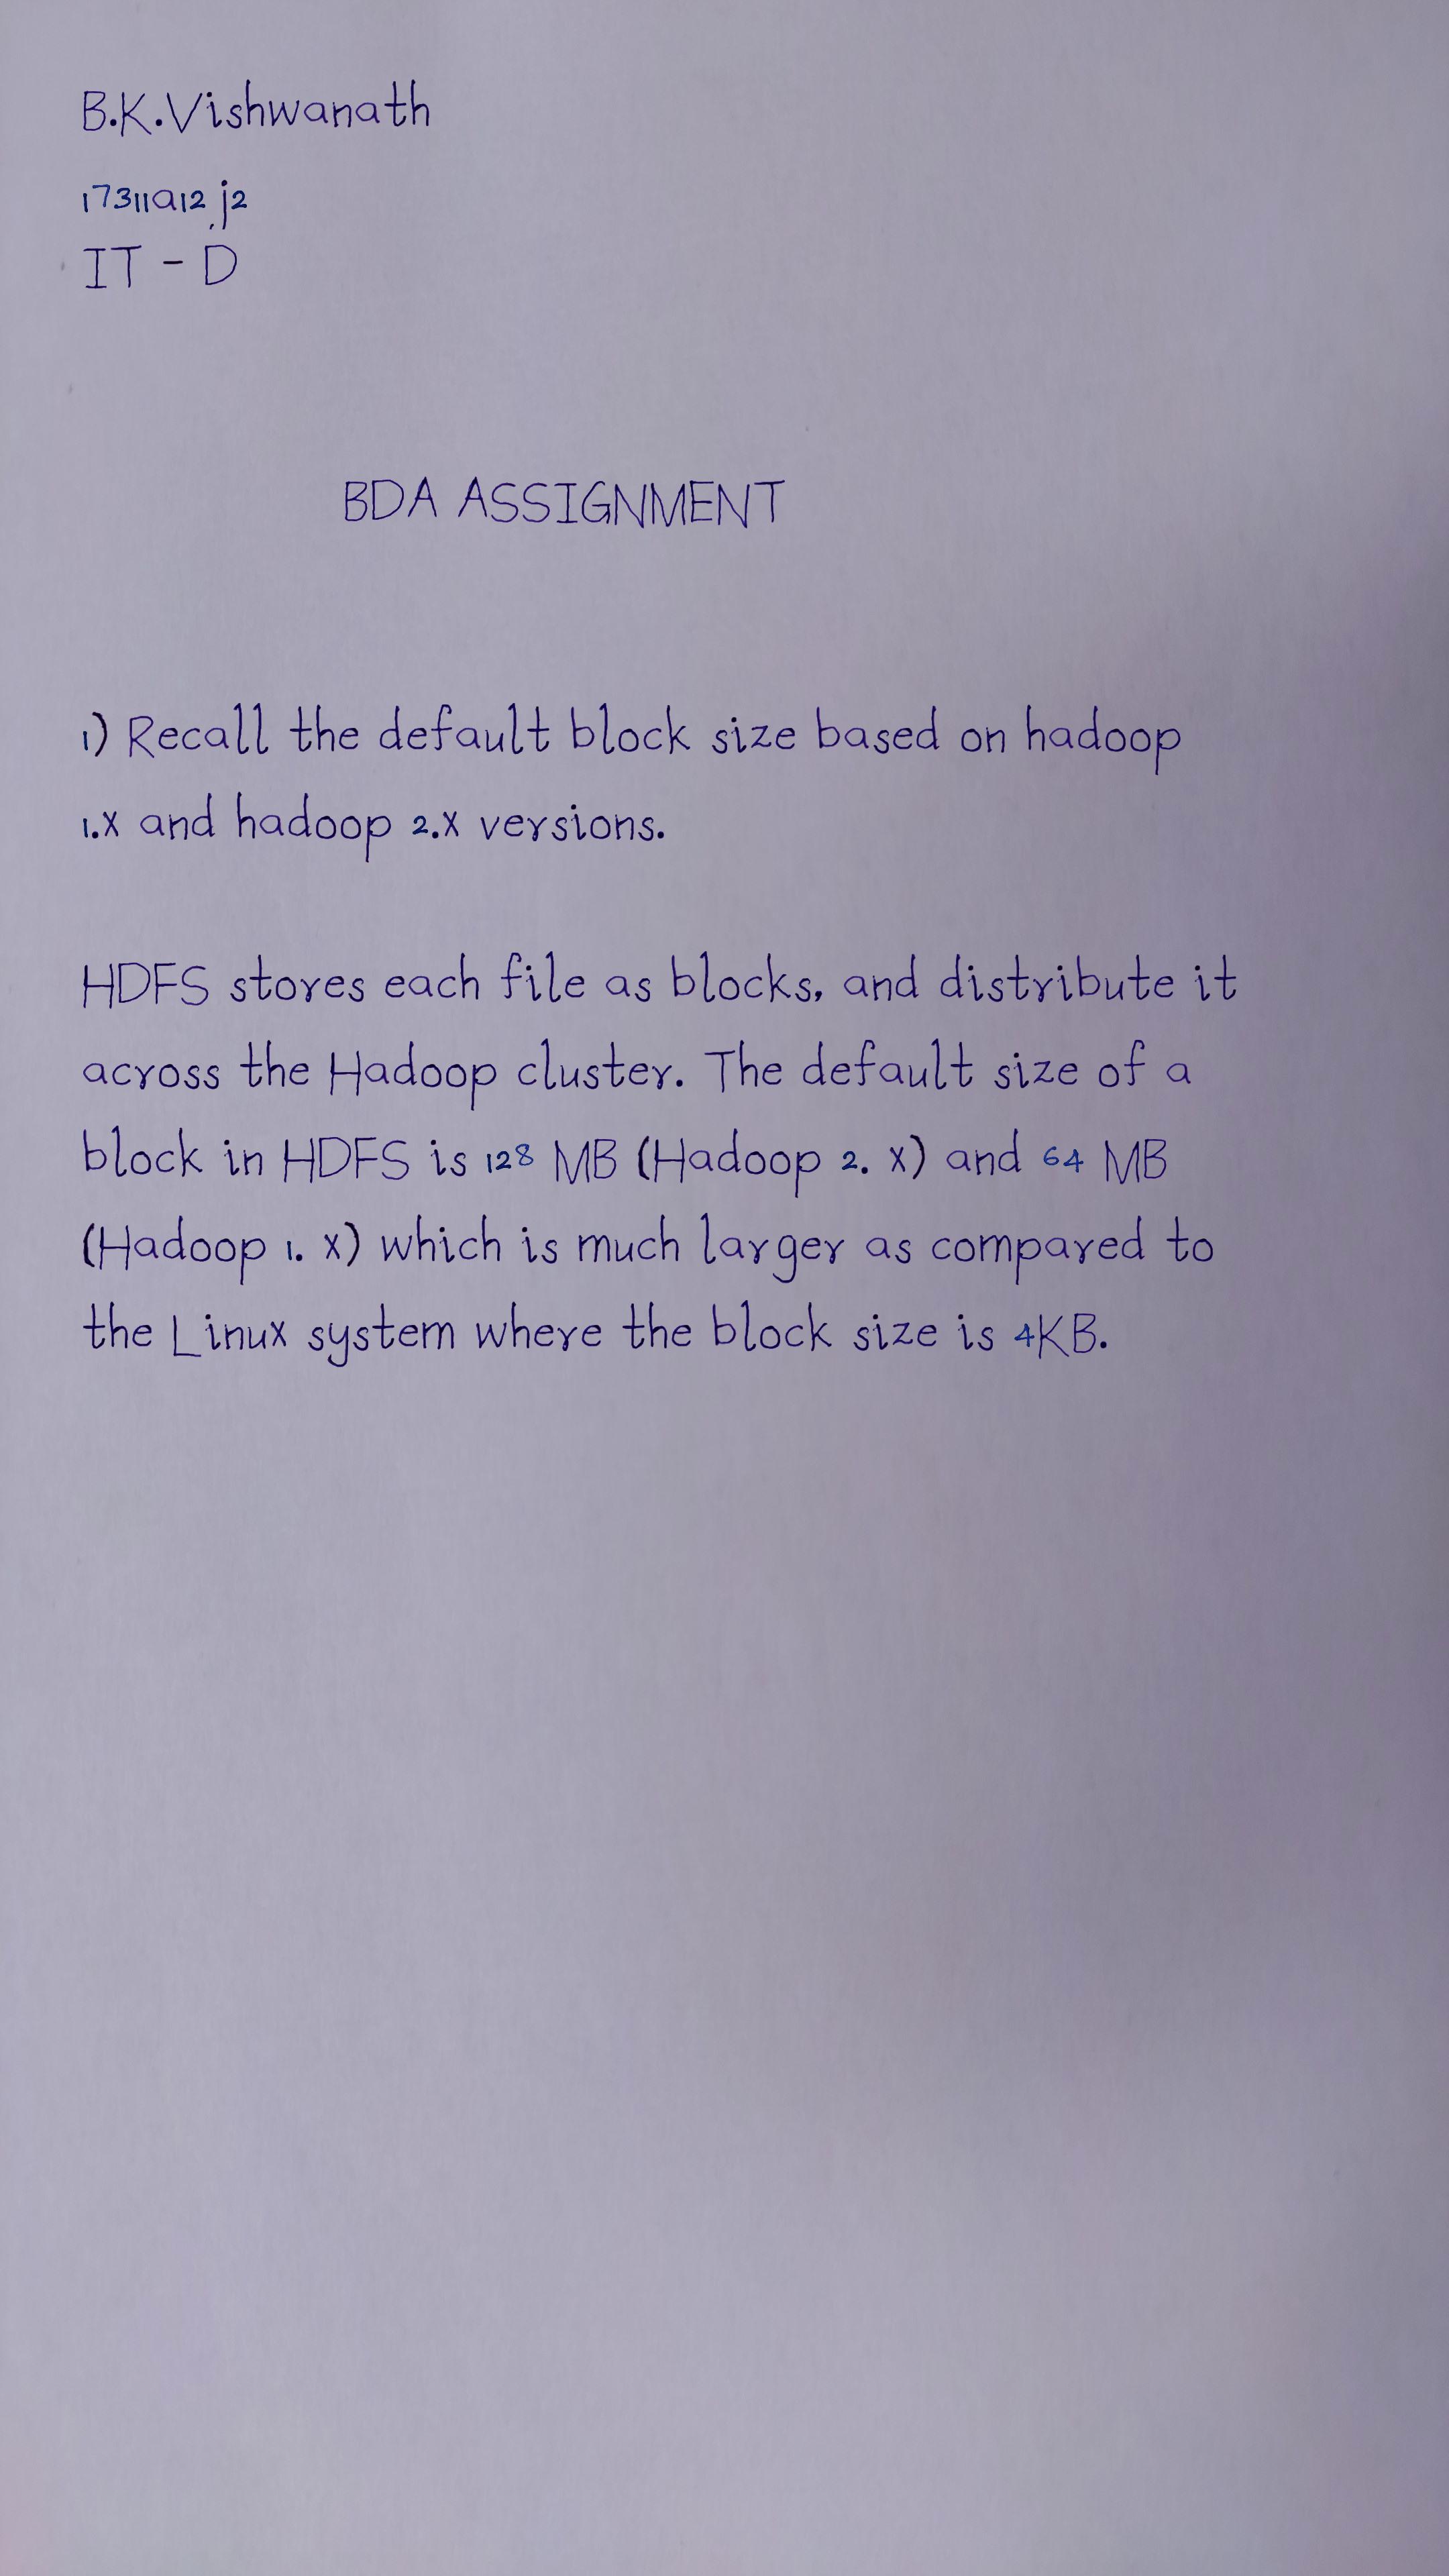 B.K.Vishwanath
17311a12j2
IT - D
BDA ASSIGNMENT
1) Recall the default block size based on hadoop
1.x and hadoop 2.x versions.
HDFS stores each file as blocks, and distribute it
across the Hadoop cluster. The default size of a
block in HDFS is 128 MB (Hadoop 2. x) and 64 MB
(Hadoop 1. x) which is much larger as compared to
the Linux system where the block size is 4KB.